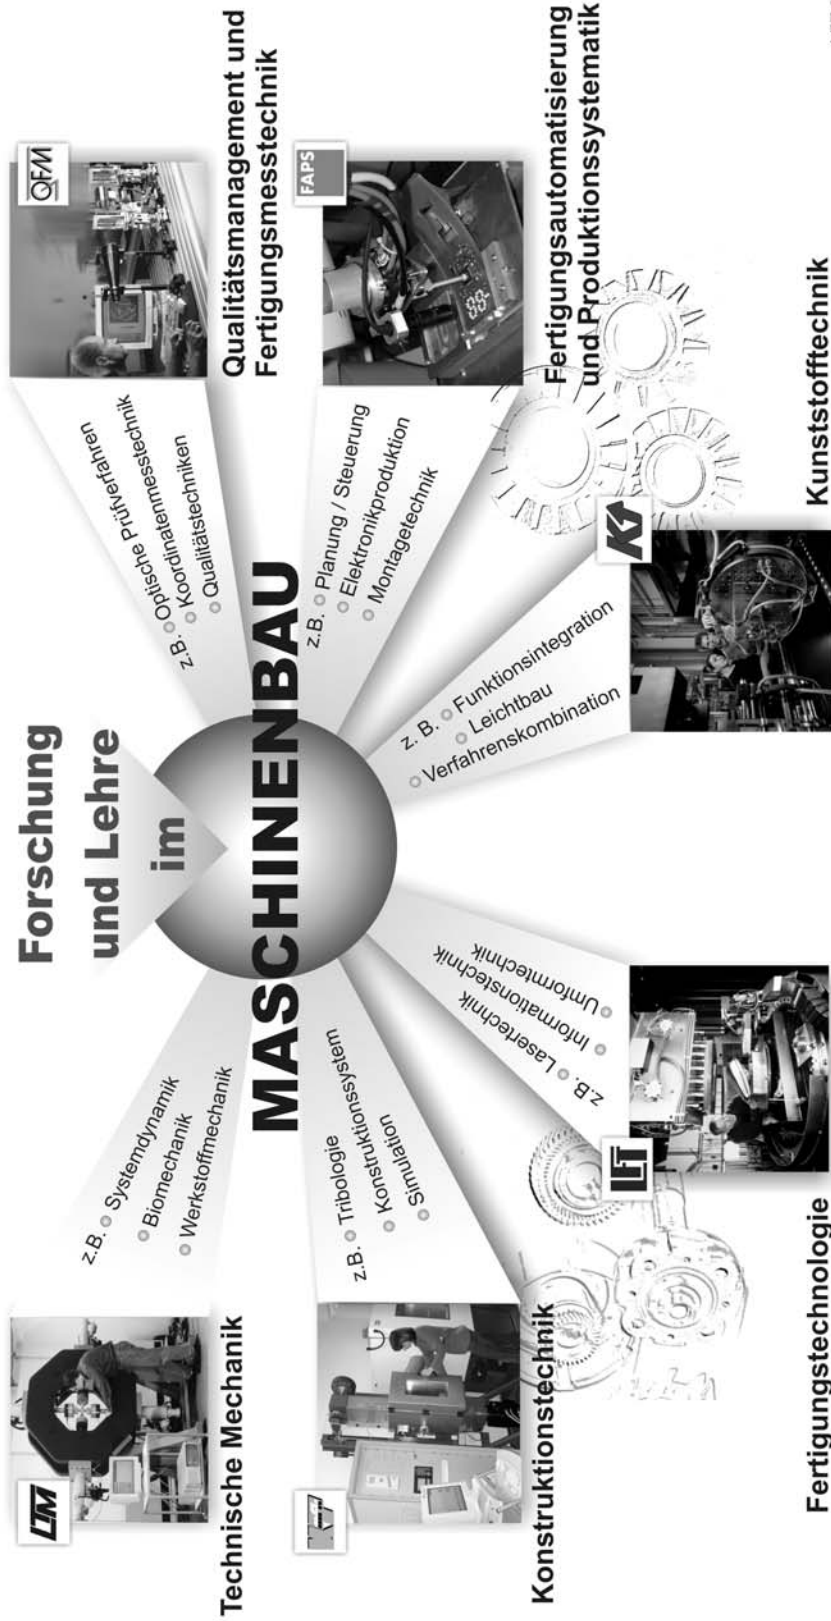 Forschung
und Lehre
im
MASCHINENBAU
LTM
Technische Mechanik
z.B. Systemdynamik
Biomechanik
Werkstoffmechanik
QFM
Qualitätsmanagement und
Fertigungsmesstechnik
z.B. Optische Prüfverfahren
Koordinatenmesstechnik
Qualitätstechniken
Konstruktionstechnik
z.B. Tribologie
Konstruktionssystem
Simulation
FAPS
Fertigungsautomatisierung
und Produktionssystematik
z.B. Planung / Steuerung
Elektronikproduktion
Montagetechnik
LFT
Fertigungstechnologie
z.B. Lasertechnik
Informationstechnik
Umformtechnik
KT
Kunststofftechnik
z. B. Funktionsintegration
Leichtbau
Verfahrenskombination